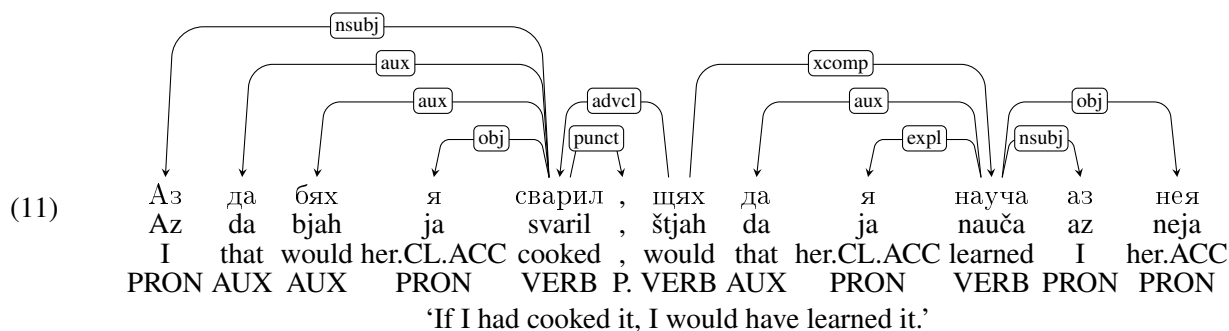 nsubj
aux xcomp
aux advcl aux obj
obj punct expl nsubj
(11) Аз да бях я сварил , щях да я науча аз нея
Az da bjah ja svaril , štjah da ja nauča az neja
I that would her.CL.ACC cooked , would that her.CL.ACC learned I her.ACC
PRON AUX AUX PRON VERB P. VERB AUX PRON VERB PRON PRON
‘If I had cooked it, I would have learned it.’